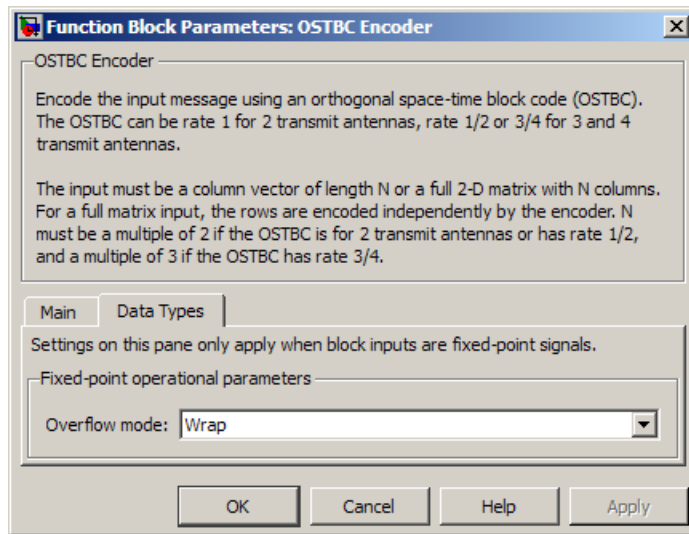 Function Block Parameters: OSTBC Encoder
OSTBC Encoder
Encode the input message using an orthogonal space-time block code (OSTBC).
The OSTBC can be rate 1 for 2 transmit antennas, rate 1/2 or 3/4 for 3 and 4
transmit antennas.
The input must be a column vector of length N or a full 2-D matrix with N columns.
For a full matrix input, the rows are encoded independently by the encoder. N
must be a multiple of 2 if the OSTBC is for 2 transmit antennas or has rate 1/2,
and a multiple of 3 if the OSTBC has rate 3/4.
Main Data Types
Settings on this pane only apply when block inputs are fixed-point signals.
Fixed-point operational parameters
Overflow mode: Wrap
OK Cancel Help Apply